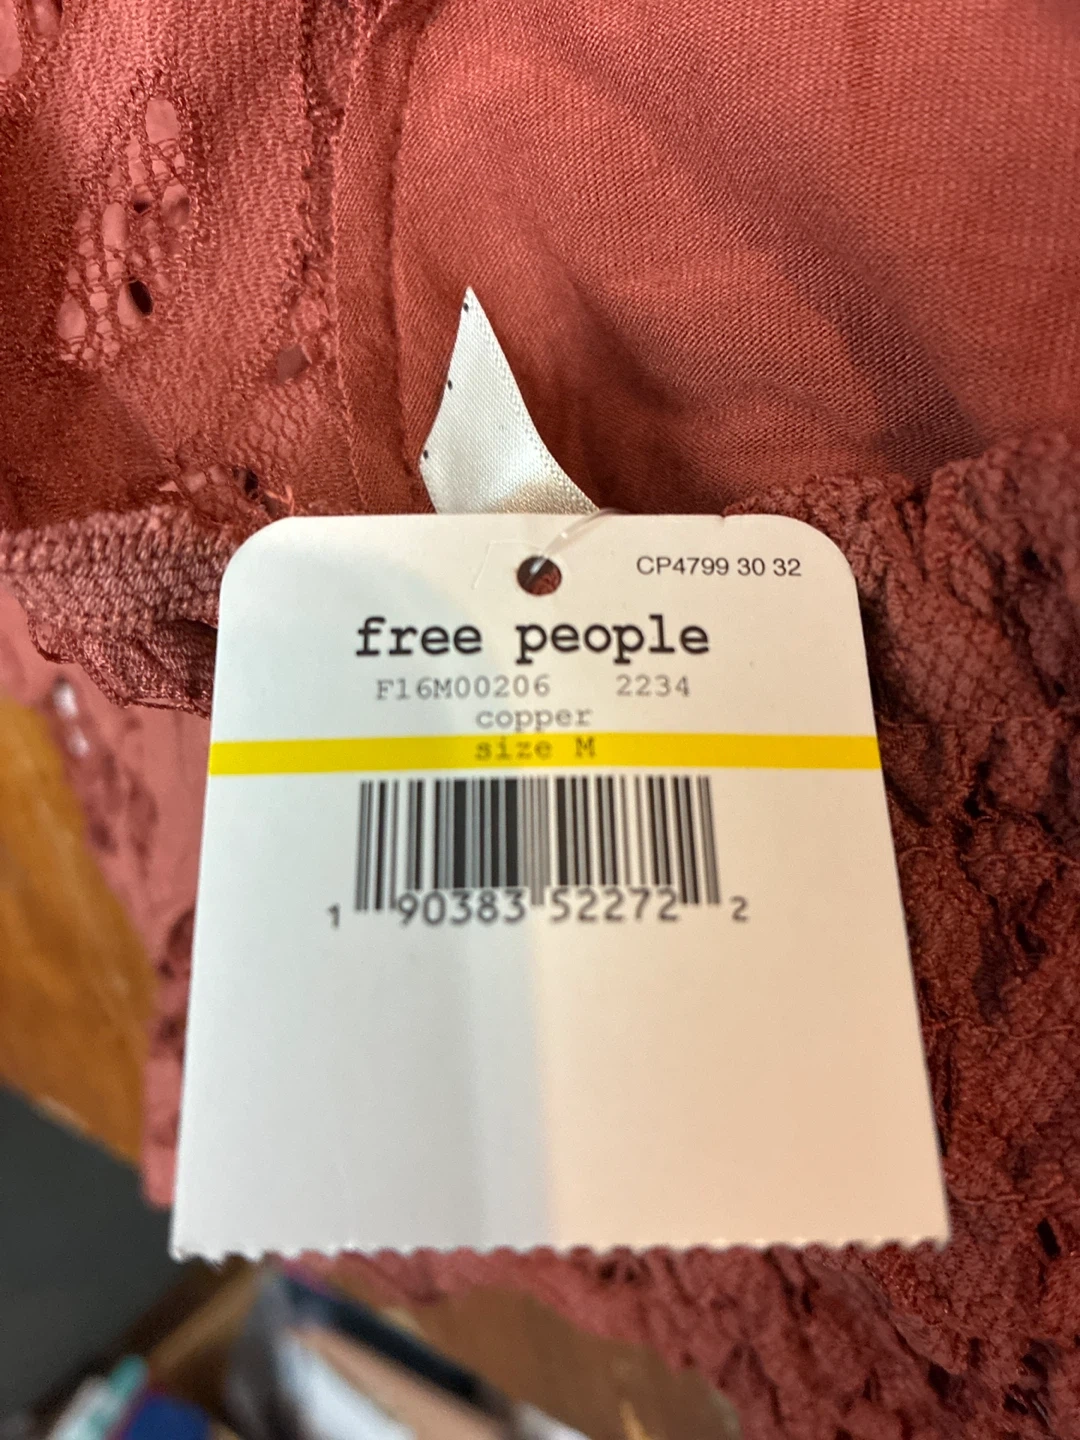 CP4799 30 32
free people
F16M00206 2234
copper
size M
1 90383 52272 2